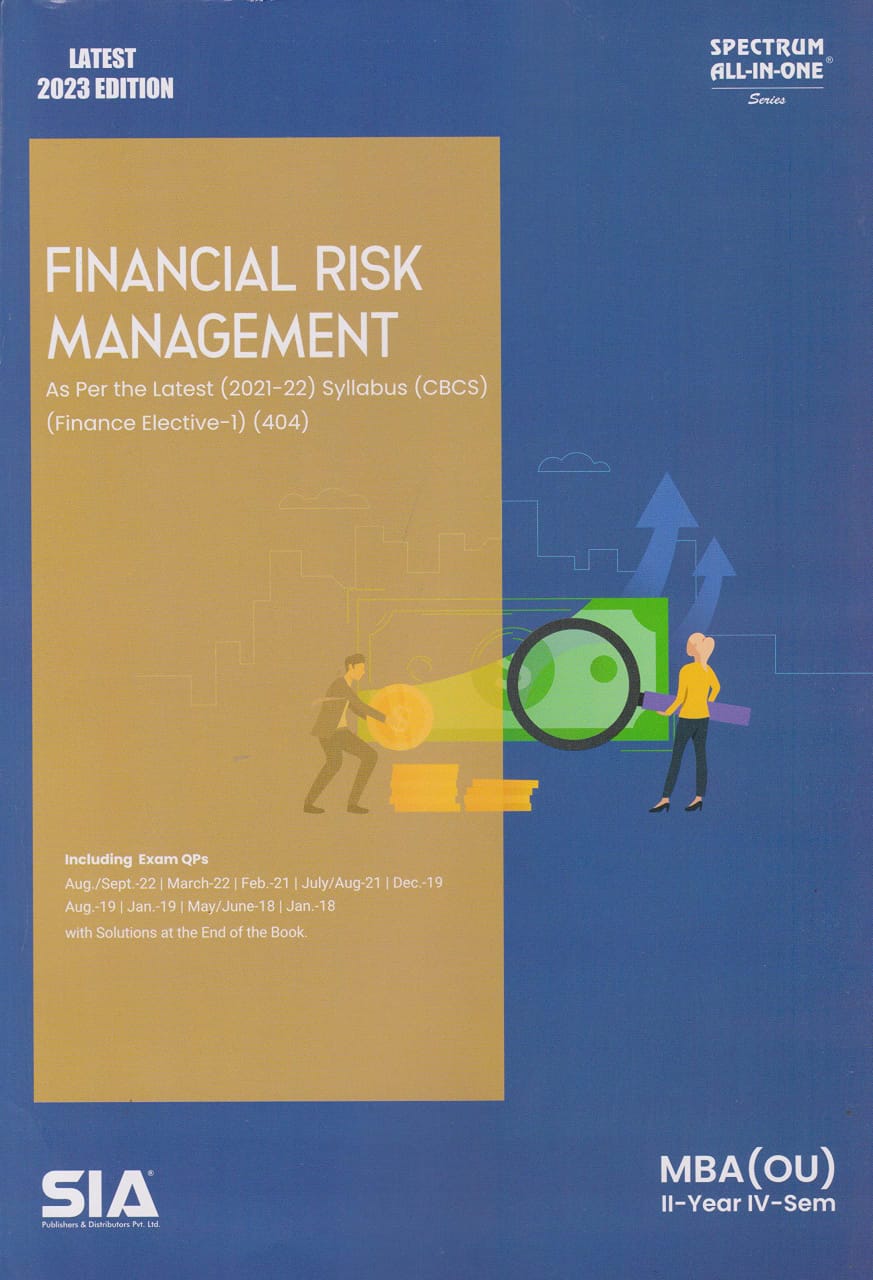 LATEST
2023 EDITION
SPECTRUM
ALL-IN-ONE®
Series
FINANCIAL RISK
MANAGEMENT
As Per the Latest (2021-22) Syllabus (CBCS)
(Finance Elective-1) (404)
Including Exam QPs
Aug./Sept.-22 | March-22 | Feb.-21 | July/Aug-21 | Dec.-19
Aug.-19 | Jan.-19 | May/June-18 | Jan.-18
with Solutions at the End of the Book.
SIA®
Publishers & Distributors Pvt. Ltd.
MBA(OU)
II-Year IV-Sem